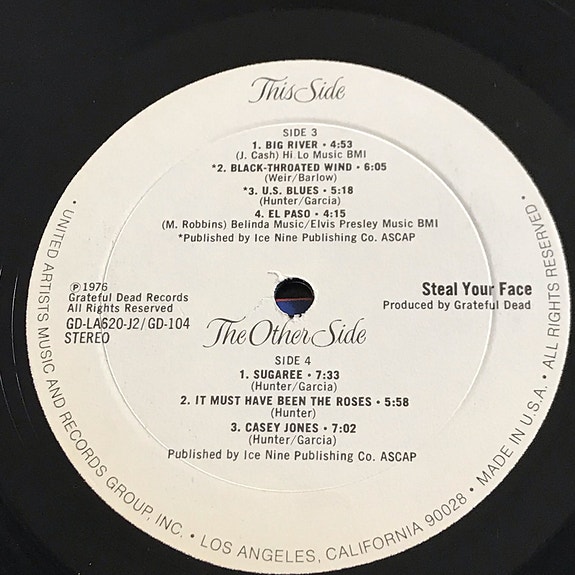 This Side
SIDE 3
1. BIG RIVER • 4:53
(J. Cash) Hi Lo Music BMI
*2. BLACK-THROATED WIND • 6:05
(Weir/Barlow)
*3. U.S. BLUES • 5:18
(Hunter/Garcia)
4. EL PASO • 4:15
(M. Robbins) Belinda Music/Elvis Presley Music BMI
*Published by Ice Nine Publishing Co. ASCAP
℗ 1976
Grateful Dead Records
All Rights Reserved
GD-LA620-J2/GD-104
STEREO
Steal Your Face
Produced by Grateful Dead
The Other Side
SIDE 4
1. SUGAREE • 7:33
(Hunter/Garcia)
2. IT MUST HAVE BEEN THE ROSES • 5:58
(Hunter)
3. CASEY JONES • 7:02
(Hunter/Garcia)
Published by Ice Nine Publishing Co. ASCAP
• UNITED ARTISTS MUSIC AND RECORDS GROUP, INC. • LOS ANGELES, CALIFORNIA 90028 • MADE IN U.S.A. • ALL RIGHTS RESERVED •